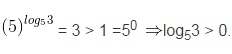 (5)^{log₅3} = 3 > 1 =5⁰ ⇒log₅3 > 0.